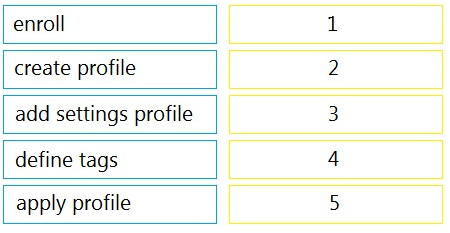 enroll 1
create profile 2
add settings profile 3
define tags 4
apply profile 5